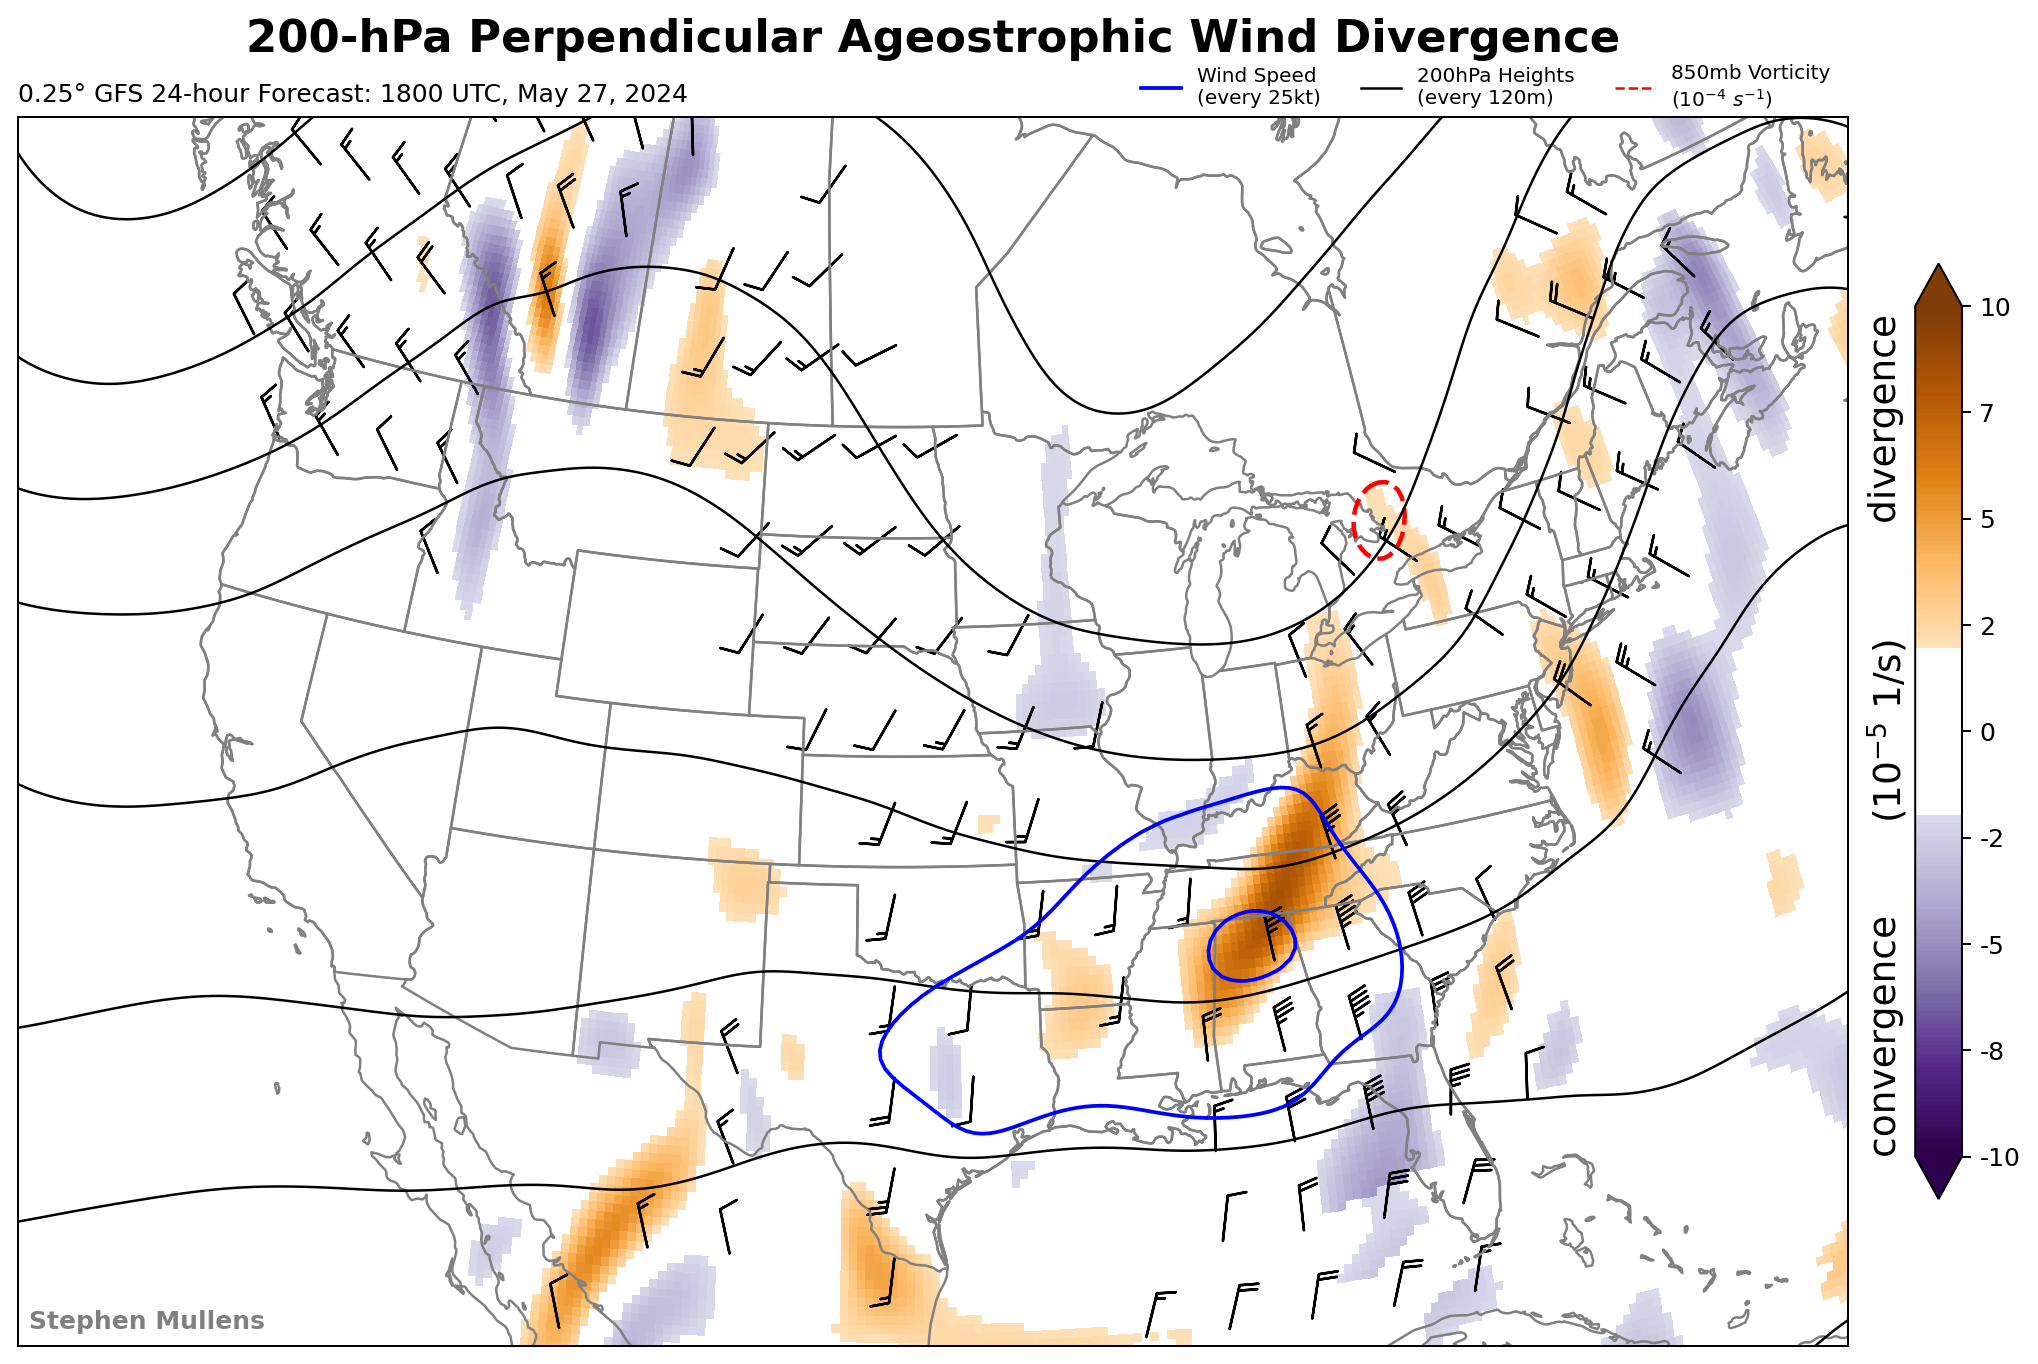 200-hPa Perpendicular Ageostrophic Wind Divergence
0.25° GFS 24-hour Forecast: 1800 UTC, May 27, 2024
Wind Speed
(every 25kt)
200hPa Heights
(every 120m)
850mb Vorticity
(10⁻⁴ s⁻¹)
10
7
5
2
0
-2
-5
-8
-10
convergence (10⁻⁵ 1/s) divergence
Stephen Mullens